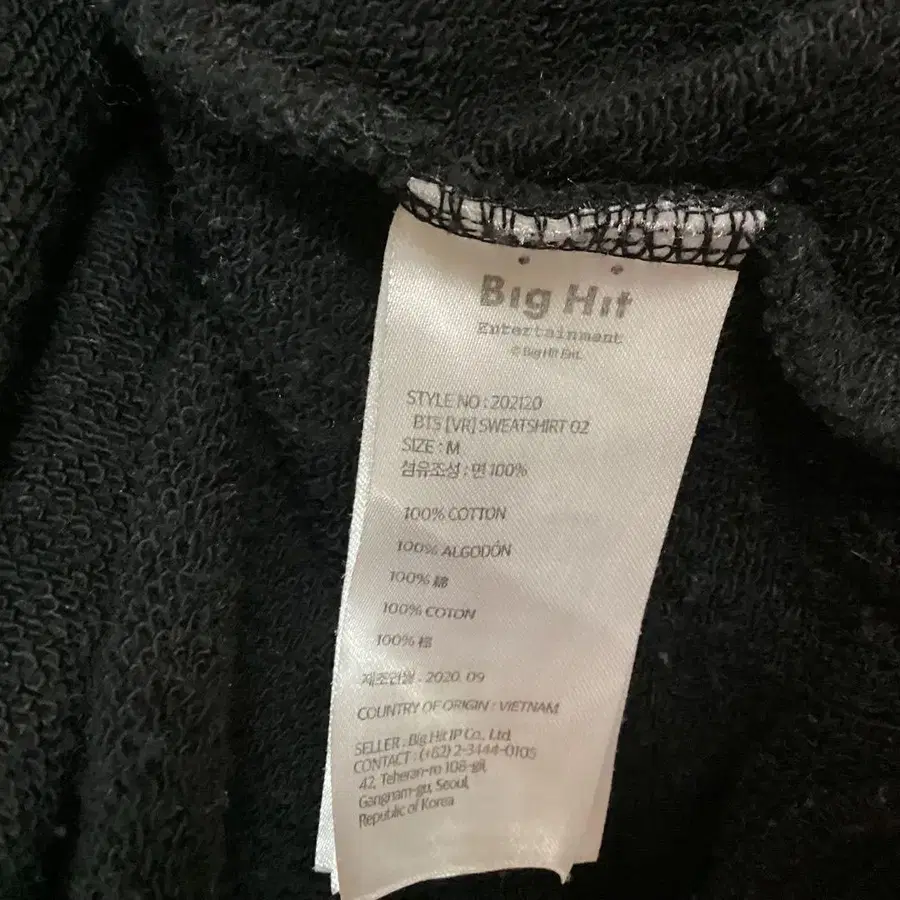 Big Hit
Entertainment
© Big Hit Ent.
STYLE NO : 202120
BTS [VR] SWEATSHIRT 02
SIZE : M
섬유조성 : 면 100%
100% COTTON
100% ALGODÓN
100% 綿
100% COTON
100% 棉
제조연월 : 2020. 09
COUNTRY OF ORIGIN : VIETNAM
SELLER : Big Hit IP Co., Ltd.
CONTACT : (+82) 2-3444-0105
42, Teheran-ro 108-gil,
Gangnam-gu, Seoul,
Republic of Korea